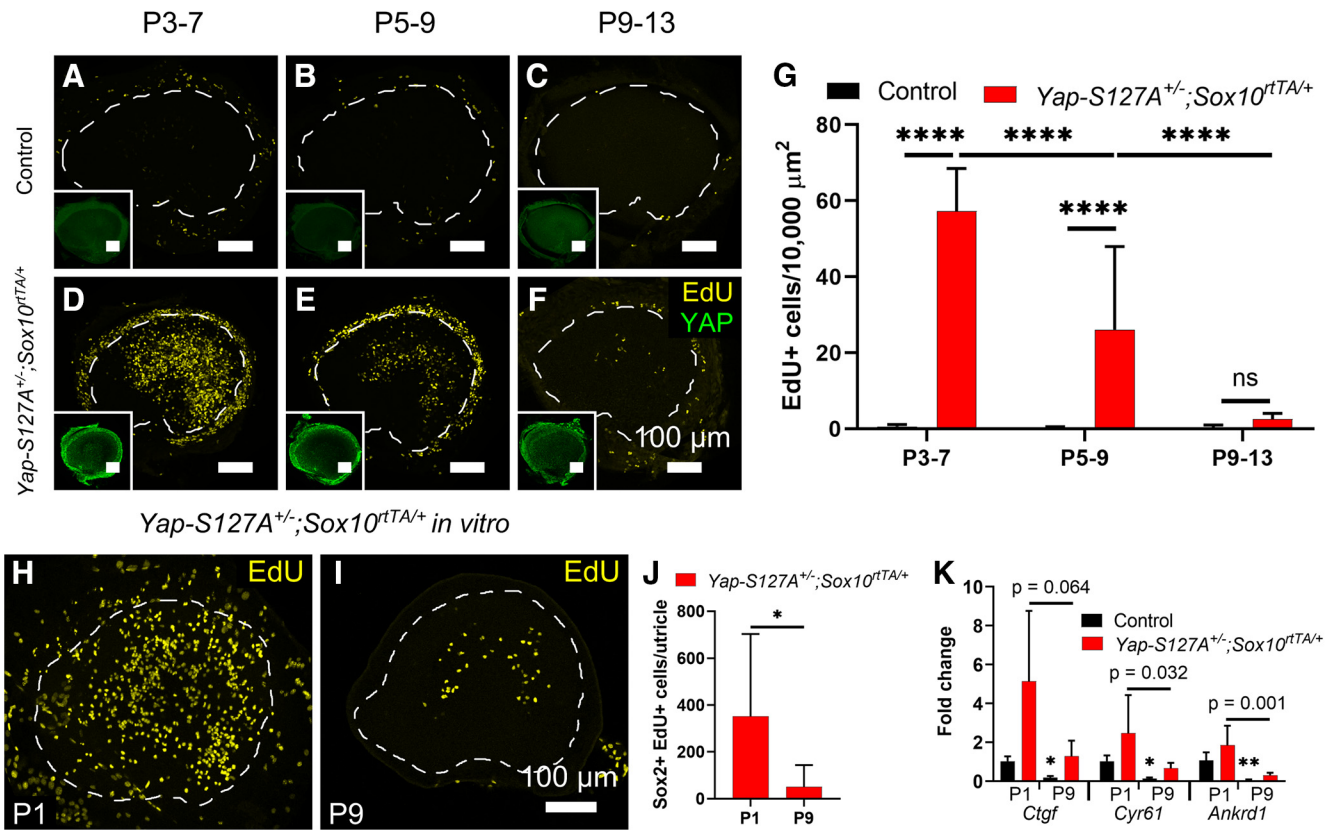 P3-7 P5-9 P9-13
Control
A B C
Yap-S127A+/-;Sox10rtTA/+
D E F
EdU
YAP
100 μm
G
Control Yap-S127A+/-;Sox10rtTA/+
EdU+ cells/10,000 μm2
80
60
40
20
0
**** **** ****
****
ns
P3-7 P5-9 P9-13
Yap-S127A+/-;Sox10rtTA/+ in vitro
H EdU
P1
I EdU
P9
100 μm
J Yap-S127A+/-;Sox10rtTA/+
Sox2+ EdU+ cells/utricle
800
600
400
200
0
*
P1 P9
K
Fold change
10
8
6
4
2
0
p = 0.064
Control
Yap-S127A+/-;Sox10rtTA/+
p = 0.032
p = 0.001
* * **
P1 P9 P1 P9 P1 P9
Ctgf Cyr61 Ankrd1